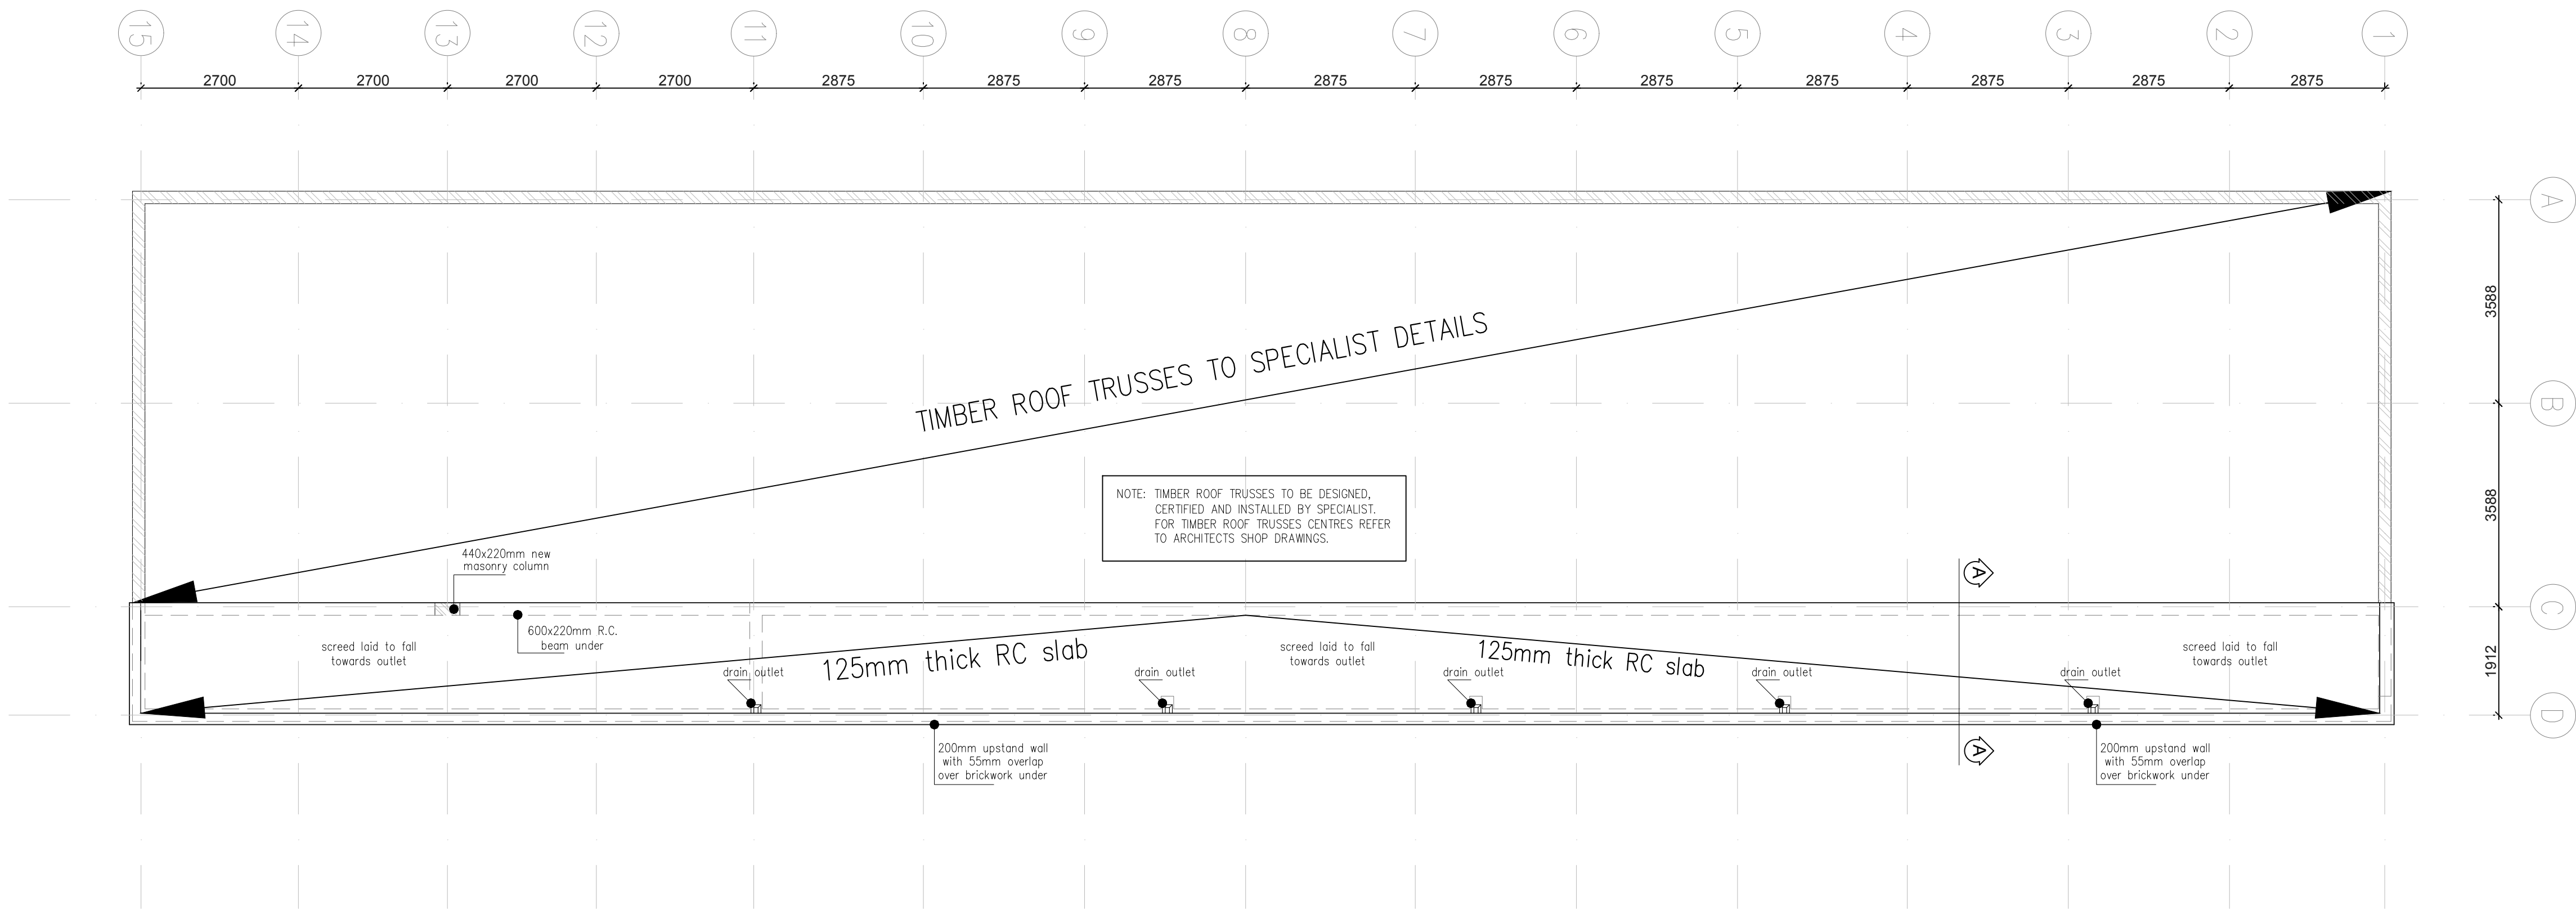 15 14 13 12 11 10 9 8 7 6 5 4 3 2 1
2700 2700 2700 2700 2875 2875 2875 2875 2875 2875 2875 2875 2875 2875
A
3588
B
3588
C
1912
D
TIMBER ROOF TRUSSES TO SPECIALIST DETAILS
NOTE: TIMBER ROOF TRUSSES TO BE DESIGNED,
CERTIFIED AND INSTALLED BY SPECIALIST.
FOR TIMBER ROOF TRUSSES CENTRES REFER
TO ARCHITECTS SHOP DRAWINGS.
440x220mm new
masonry column
600x220mm R.C.
beam under
screed laid to fall
towards outlet
125mm thick RC slab
screed laid to fall
towards outlet
125mm thick RC slab
screed laid to fall
towards outlet
drain outlet
drain outlet
drain outlet
drain outlet
drain outlet
A
A
200mm upstand wall
with 55mm overlap
over brickwork under
200mm upstand wall
with 55mm overlap
over brickwork under